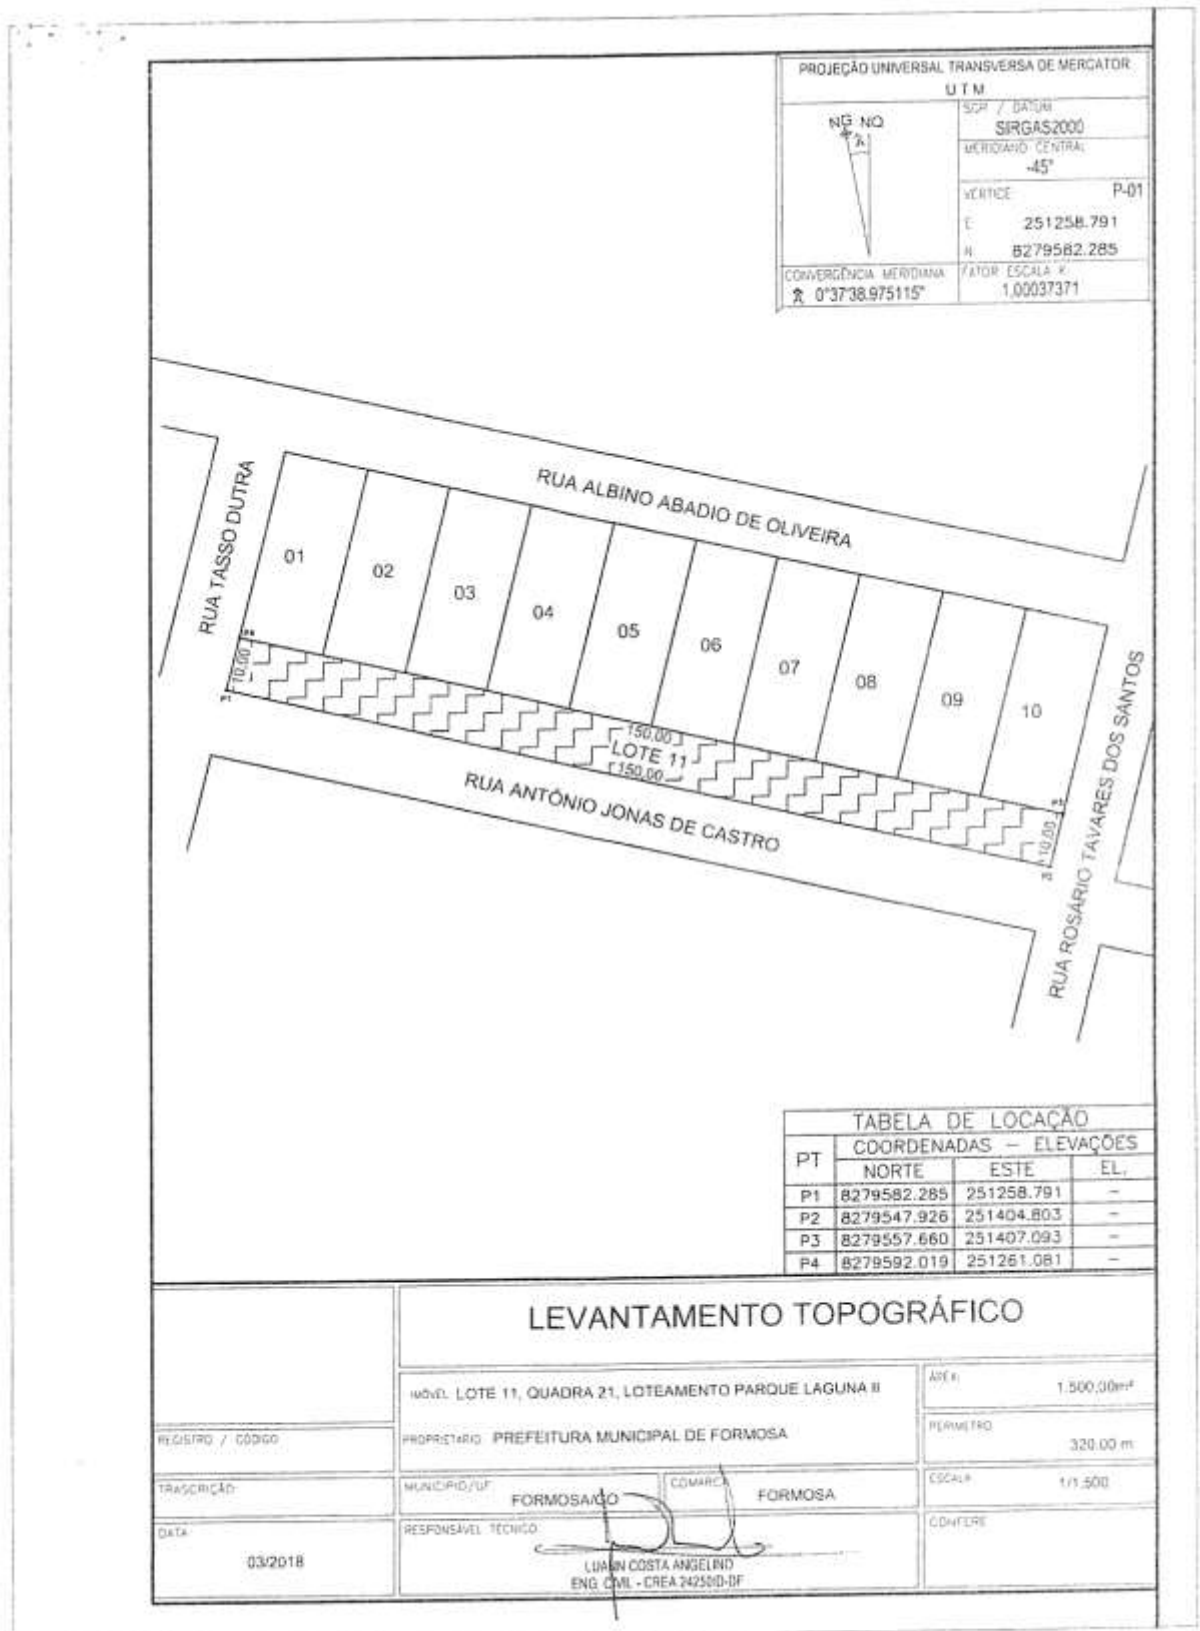 PROJEÇÃO UNIVERSAL TRANSVERSA DE MERCATOR
UTM
NG NQ
SGR / DATUM
SIRGAS2000
MERIDIANO CENTRAL
-45°
VERTICE P-01
E 251258.791
N 8279582.285
CONVERGÊNCIA MERIDIANA
0°37'38.975115"
FATOR ESCALA K
1,00037371
RUA ALBINO ABADIO DE OLIVEIRA
RUA TASSO DUTRA
01
02
03
04
05
06
07
08
09
10
10.00
150.00
LOTE 11
150.00
10.00
RUA ANTÔNIO JONAS DE CASTRO
RUA ROSÁRIO TAVARES DOS SANTOS
TABELA DE LOCAÇÃO
PT COORDENADAS – ELEVAÇÕES
NORTE ESTE EL.
P1 8279582.285 251258.791 –
P2 8279547.926 251404.803 –
P3 8279557.660 251407.093 –
P4 8279592.019 251261.081 –
LEVANTAMENTO TOPOGRÁFICO
IMÓVEL LOTE 11, QUADRA 21, LOTEAMENTO PARQUE LAGUNA II
ÁREA: 1.500,00m²
REGISTRO / CÓDIGO
PROPRIETÁRIO PREFEITURA MUNICIPAL DE FORMOSA
PERIMETRO 320.00 m
TRASCRIÇÃO
MUNICIPIO/UF FORMOSA/GO
COMARCA FORMOSA
ESCALA 1/1.500
DATA 03/2018
RESPONSÁVEL TÉCNICO
LUANN COSTA ANGELINO
ENG. CIVIL - CREA 24250/D-DF
CONFERE